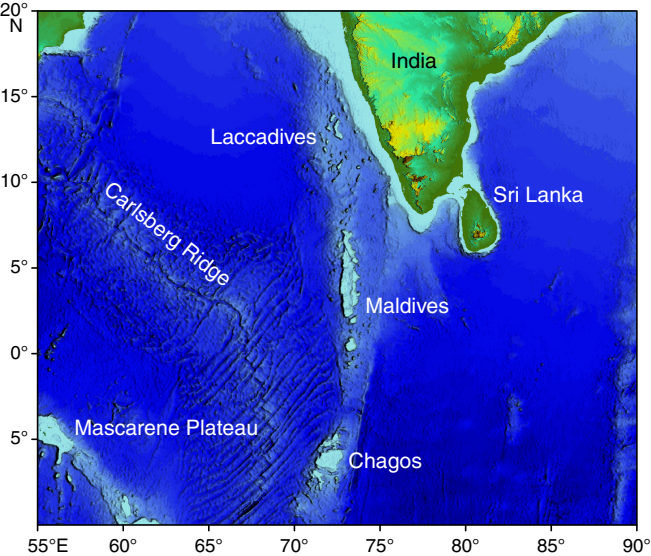 20°
N
India
15°
Laccadives
10°
Sri Lanka
Carlsberg Ridge
5°
Maldives
0°
Mascarene Plateau
5°
Chagos
55°E
60°
65°
70°
75°
80°
85°
90°